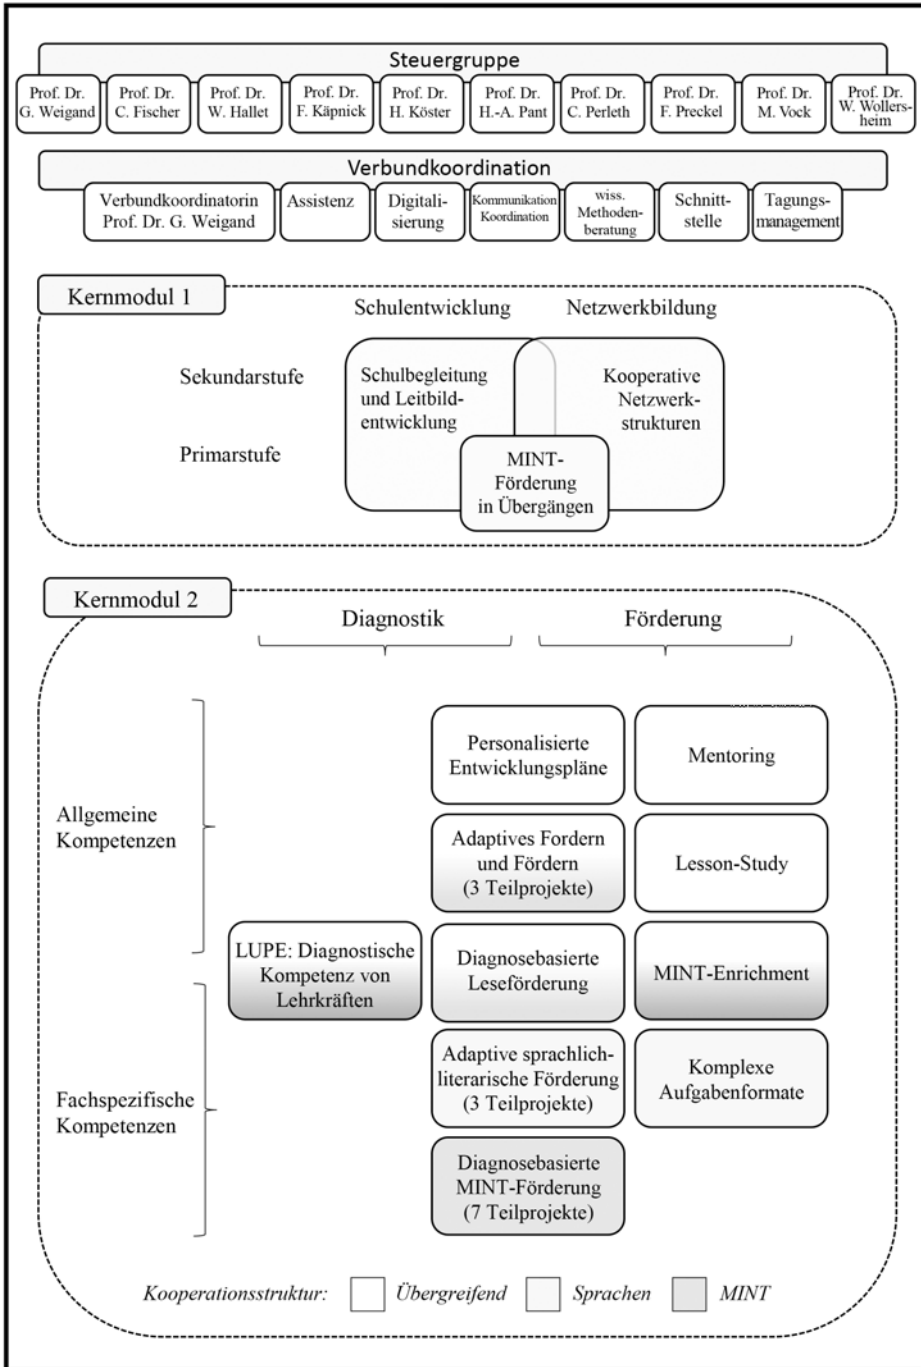 Steuergruppe
Prof. Dr.
G. Weigand
Prof. Dr.
C. Fischer
Prof. Dr.
W. Hallet
Prof. Dr.
F. Käpnick
Prof. Dr.
H. Köster
Prof. Dr.
H.-A. Pant
Prof. Dr.
C. Perleth
Prof. Dr.
F. Preckel
Prof. Dr.
M. Vock
Prof. Dr.
W. Wollers-
heim
Verbundkoordination
Verbundkoordinatorin
Prof. Dr. G. Weigand
Assistenz
Digitali-
sierung
Kommunikation
Koordination
wiss.
Methoden-
beratung
Schnitt-
stelle
Tagungs-
management
Kernmodul 1
Schulentwicklung
Netzwerkbildung
Sekundarstufe
Primarstufe
Schulbegleitung
und Leitbild-
entwicklung
Kooperative
Netzwerk-
strukturen
MINT-
Förderung
in Übergängen
Kernmodul 2
Diagnostik
Förderung
Allgemeine
Kompetenzen
Personalisierte
Entwicklungspläne
Mentoring
Adaptives Fordern
und Fördern
(3 Teilprojekte)
Lesson-Study
LUPE: Diagnostische
Kompetenz von
Lehrkräften
Diagnosebasierte
Leseförderung
MINT-Enrichment
Fachspezifische
Kompetenzen
Adaptive sprachlich-
literarische Förderung
(3 Teilprojekte)
Komplexe
Aufgabenformate
Diagnosebasierte
MINT-Förderung
(7 Teilprojekte)
Kooperationsstruktur: Übergreifend Sprachen MINT